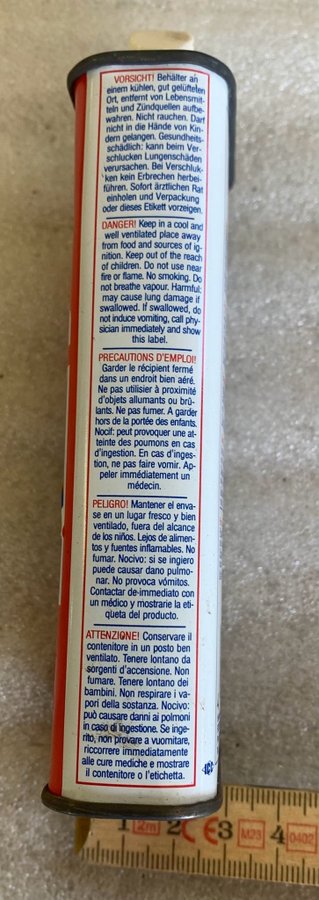 VORSICHT! Behälter an
einem kühlen, gut gelüfteten
Ort, entfernt von Lebensmit-
teln und Zündquellen aufbe-
wahren. Nicht rauchen. Darf
nicht in die Hände von Kin-
dern gelangen. Gesundheits-
schädlich: kann beim Ver-
schlucken Lungenschäden
verursachen. Bei Verschluk-
ken kein Erbrechen herbei-
führen. Sofort ärztlichen Rat
einholen und Verpackung
oder dieses Etikett vorzeigen.
DANGER! Keep in a cool and
well ventilated place away
from food and sources of ig-
nition. Keep out of the reach
of children. Do not use near
fire or flame. No smoking. Do
not breathe vapour. Harmful:
may cause lung damage if
swallowed. If swallowed, do
not induce vomiting, call phy-
sician immediately and show
this label.
PRECAUTIONS D'EMPLOI!
Garder le récipient fermé
dans un endroit bien aéré.
Ne pas utiliser à proximité
d'objets allumants ou brû-
lants. Ne pas fumer. A garder
hors de la portée des enfants.
Nocif: peut provoquer une at-
teinte des poumons en cas
d'ingestion. En cas d'inges-
tion, ne pas faire vomir. Ap-
peler immédiatement un
médecin.
PELIGRO! Mantener el enva-
se en un lugar fresco y bien
ventilado, fuera del alcance
de los niños. Lejos de alimen-
tos y fuentes inflamables. No
fumar. Nocivo: si se ingiero
puede causar dano pulmo-
nar. No provoca vómitos.
Contactar de-immediato con
un médico y mostrarie la eti-
queta del producto.
ATTENZIONE! Conservare il
contenitore in un posto ben
ventilato. Tenere lontano da
sorgenti d'accensione. Non
fumare. Tenere lontano dei
bambini. Non respirare i va-
pori della sostanza. Nocivo:
può causare danni ai polmoni
in caso di ingestione. Se inge-
rito, non provare a vuomitare,
riccorrere immediatamente
alle cure mediche e mostrare
il contenitore o l'etichetta.
1 2 3 M23 4 0402